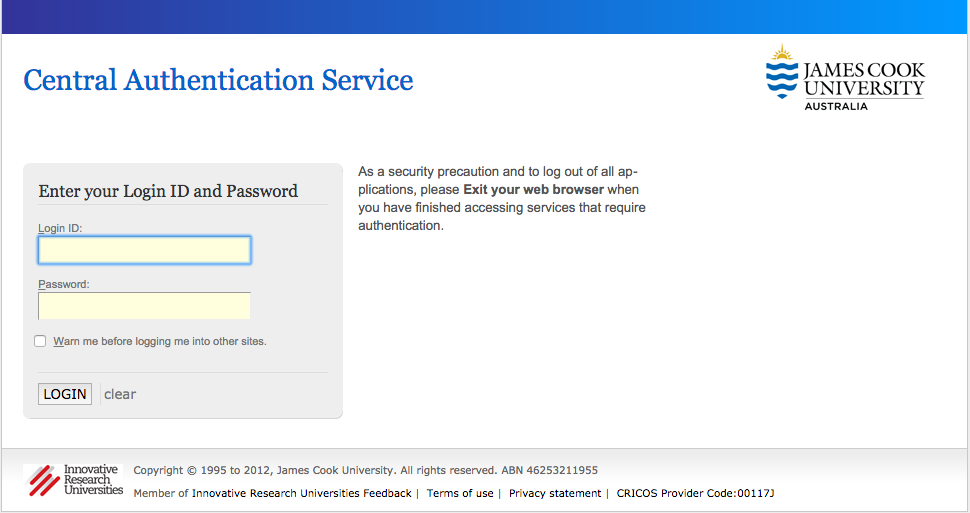 Central Authentication Service
JAMES COOK
UNIVERSITY
AUSTRALIA
Enter your Login ID and Password
Login ID:
Password:
Warn me before logging me into other sites.
LOGIN clear
As a security precaution and to log out of all ap-
plications, please Exit your web browser when
you have finished accessing services that require
authentication.
Innovative
Research
Universities
Copyright © 1995 to 2012, James Cook University. All rights reserved. ABN 46253211955
Member of Innovative Research Universities Feedback | Terms of use | Privacy statement | CRICOS Provider Code:00117J